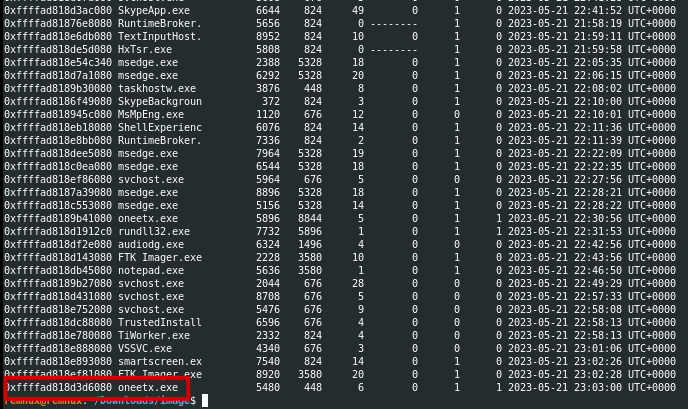 0xffffad818d3ac080 SkypeApp.exe 6644 824 49 0 1 0 2023-05-21 22:41:52 UTC+0000
0xffffad81876e8080 RuntimeBroker. 5656 824 0 -------- 1 0 2023-05-21 21:58:19 UTC+0000
0xffffad818e6db080 TextInputHost. 8952 824 10 0 1 0 2023-05-21 21:59:11 UTC+0000
0xffffad818de5d080 HxTsr.exe 5808 824 0 -------- 1 0 2023-05-21 21:59:58 UTC+0000
0xffffad818e54c340 msedge.exe 2388 5328 18 0 1 0 2023-05-21 22:05:35 UTC+0000
0xffffad818d7a1080 msedge.exe 6292 5328 20 0 1 0 2023-05-21 22:06:15 UTC+0000
0xffffad8189b30080 taskhostw.exe 3876 448 8 0 1 0 2023-05-21 22:08:02 UTC+0000
0xffffad8186f49080 SkypeBackgroun 372 824 3 0 1 0 2023-05-21 22:10:00 UTC+0000
0xffffad818945c080 MsMpEng.exe 1120 676 12 0 0 0 2023-05-21 22:10:01 UTC+0000
0xffffad818eb18080 ShellExperienc 6076 824 14 0 1 0 2023-05-21 22:11:36 UTC+0000
0xffffad818e8bb080 RuntimeBroker. 7336 824 2 0 1 0 2023-05-21 22:11:39 UTC+0000
0xffffad818dee5080 msedge.exe 7964 5328 19 0 1 0 2023-05-21 22:22:09 UTC+0000
0xffffad818c0ea080 msedge.exe 6544 5328 18 0 1 0 2023-05-21 22:22:35 UTC+0000
0xffffad818ef86080 svchost.exe 5964 676 5 0 0 0 2023-05-21 22:27:56 UTC+0000
0xffffad8187a39080 msedge.exe 8896 5328 18 0 1 0 2023-05-21 22:28:21 UTC+0000
0xffffad818c553080 msedge.exe 5156 5328 14 0 1 0 2023-05-21 22:28:22 UTC+0000
0xffffad8189b41080 oneetx.exe 5896 8844 5 0 1 1 2023-05-21 22:30:56 UTC+0000
0xffffad818d1912c0 rundll32.exe 7732 5896 1 0 1 1 2023-05-21 22:31:53 UTC+0000
0xffffad818df2e080 audiodg.exe 6324 1496 4 0 0 0 2023-05-21 22:42:56 UTC+0000
0xffffad818d143080 FTK Imager.exe 2228 3580 10 0 1 0 2023-05-21 22:43:56 UTC+0000
0xffffad818db45080 notepad.exe 5636 3580 1 0 1 0 2023-05-21 22:46:50 UTC+0000
0xffffad8189b27080 svchost.exe 2044 676 28 0 0 0 2023-05-21 22:49:29 UTC+0000
0xffffad818d431080 svchost.exe 8708 676 5 0 0 0 2023-05-21 22:57:33 UTC+0000
0xffffad818e752080 svchost.exe 5476 676 9 0 0 0 2023-05-21 22:58:08 UTC+0000
0xffffad818dc88080 TrustedInstall 6596 676 4 0 0 0 2023-05-21 22:58:13 UTC+0000
0xffffad818e780080 TiWorker.exe 2332 824 4 0 0 0 2023-05-21 22:58:13 UTC+0000
0xffffad818e888080 VSSVC.exe 4340 676 3 0 0 0 2023-05-21 23:01:06 UTC+0000
0xffffad818e893080 smartscreen.ex 7540 824 14 0 1 0 2023-05-21 23:02:26 UTC+0000
0xffffad818ef81080 FTK Imager.exe 8920 3580 20 0 1 0 2023-05-21 23:02:28 UTC+0000
0xffffad818d3d6080 oneetx.exe 5480 448 6 0 1 1 2023-05-21 23:03:00 UTC+0000
remnux@remnux:~/Downloads/image$